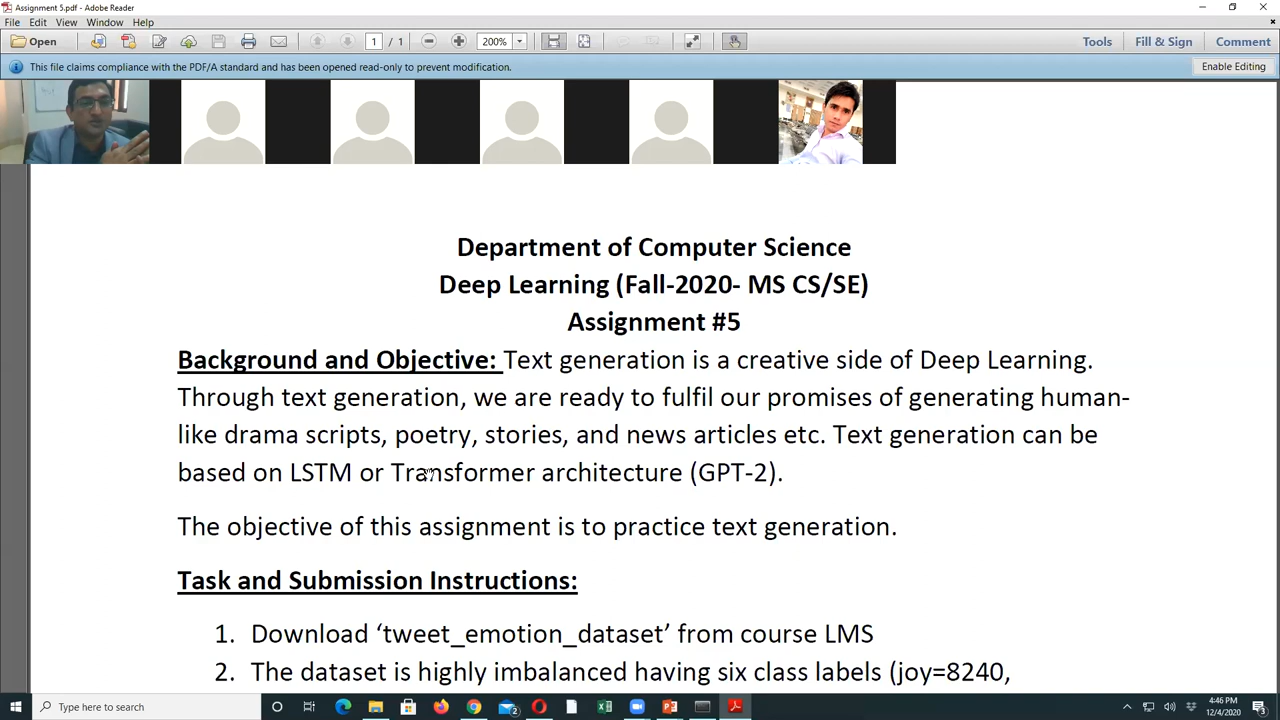 Assignment 5.pdf - Adobe Reader
File Edit View Window Help
Open 1 / 1 200% Tools Fill & Sign Comment
This file claims compliance with the PDF/A standard and has been opened read-only to prevent modification. Enable Editing
Department of Computer Science
Deep Learning (Fall-2020- MS CS/SE)
Assignment #5
Background and Objective: Text generation is a creative side of Deep Learning.
Through text generation, we are ready to fulfil our promises of generating human-
like drama scripts, poetry, stories, and news articles etc. Text generation can be
based on LSTM or Transformer architecture (GPT-2).
The objective of this assignment is to practice text generation.
Task and Submission Instructions:
1. Download ‘tweet_emotion_dataset’ from course LMS
2. The dataset is highly imbalanced having six class labels (joy=8240,
Type here to search
4:46 PM
12/4/2020